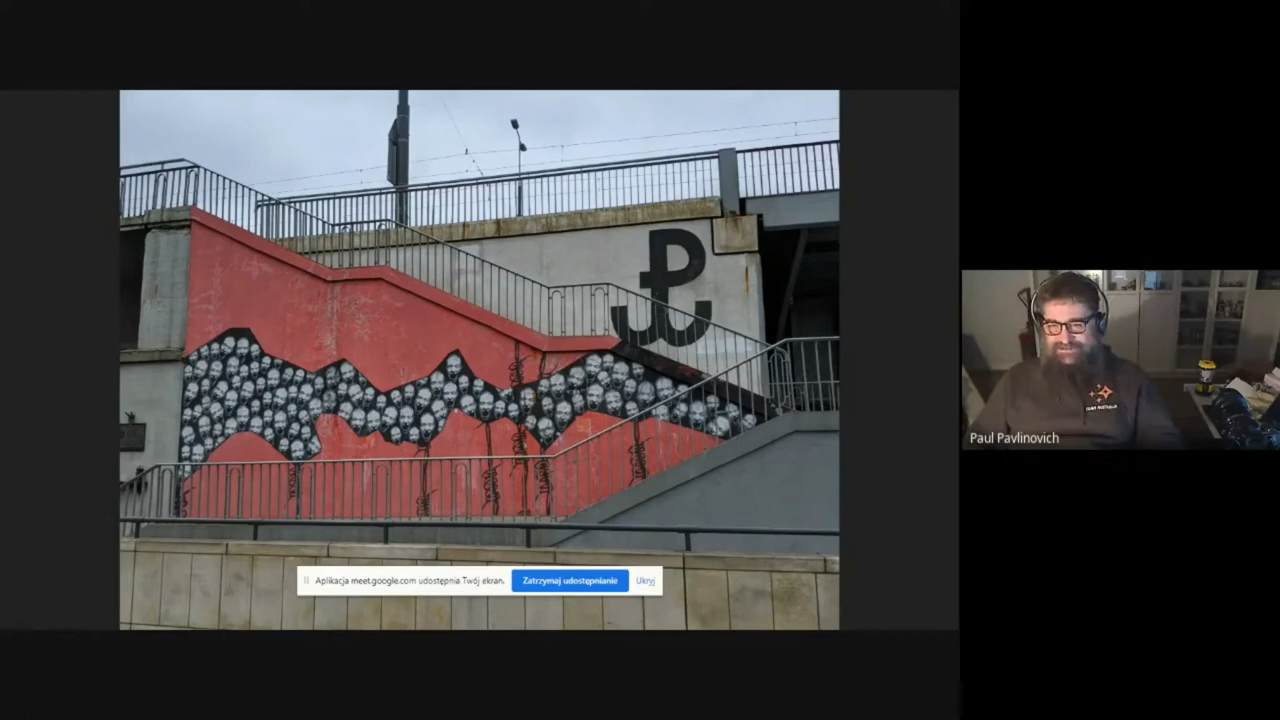 Aplikacja meet.google.com udostępnia Twój ekran.
Zatrzymaj udostępnianie
Ukryj
Paul Pavlinovich